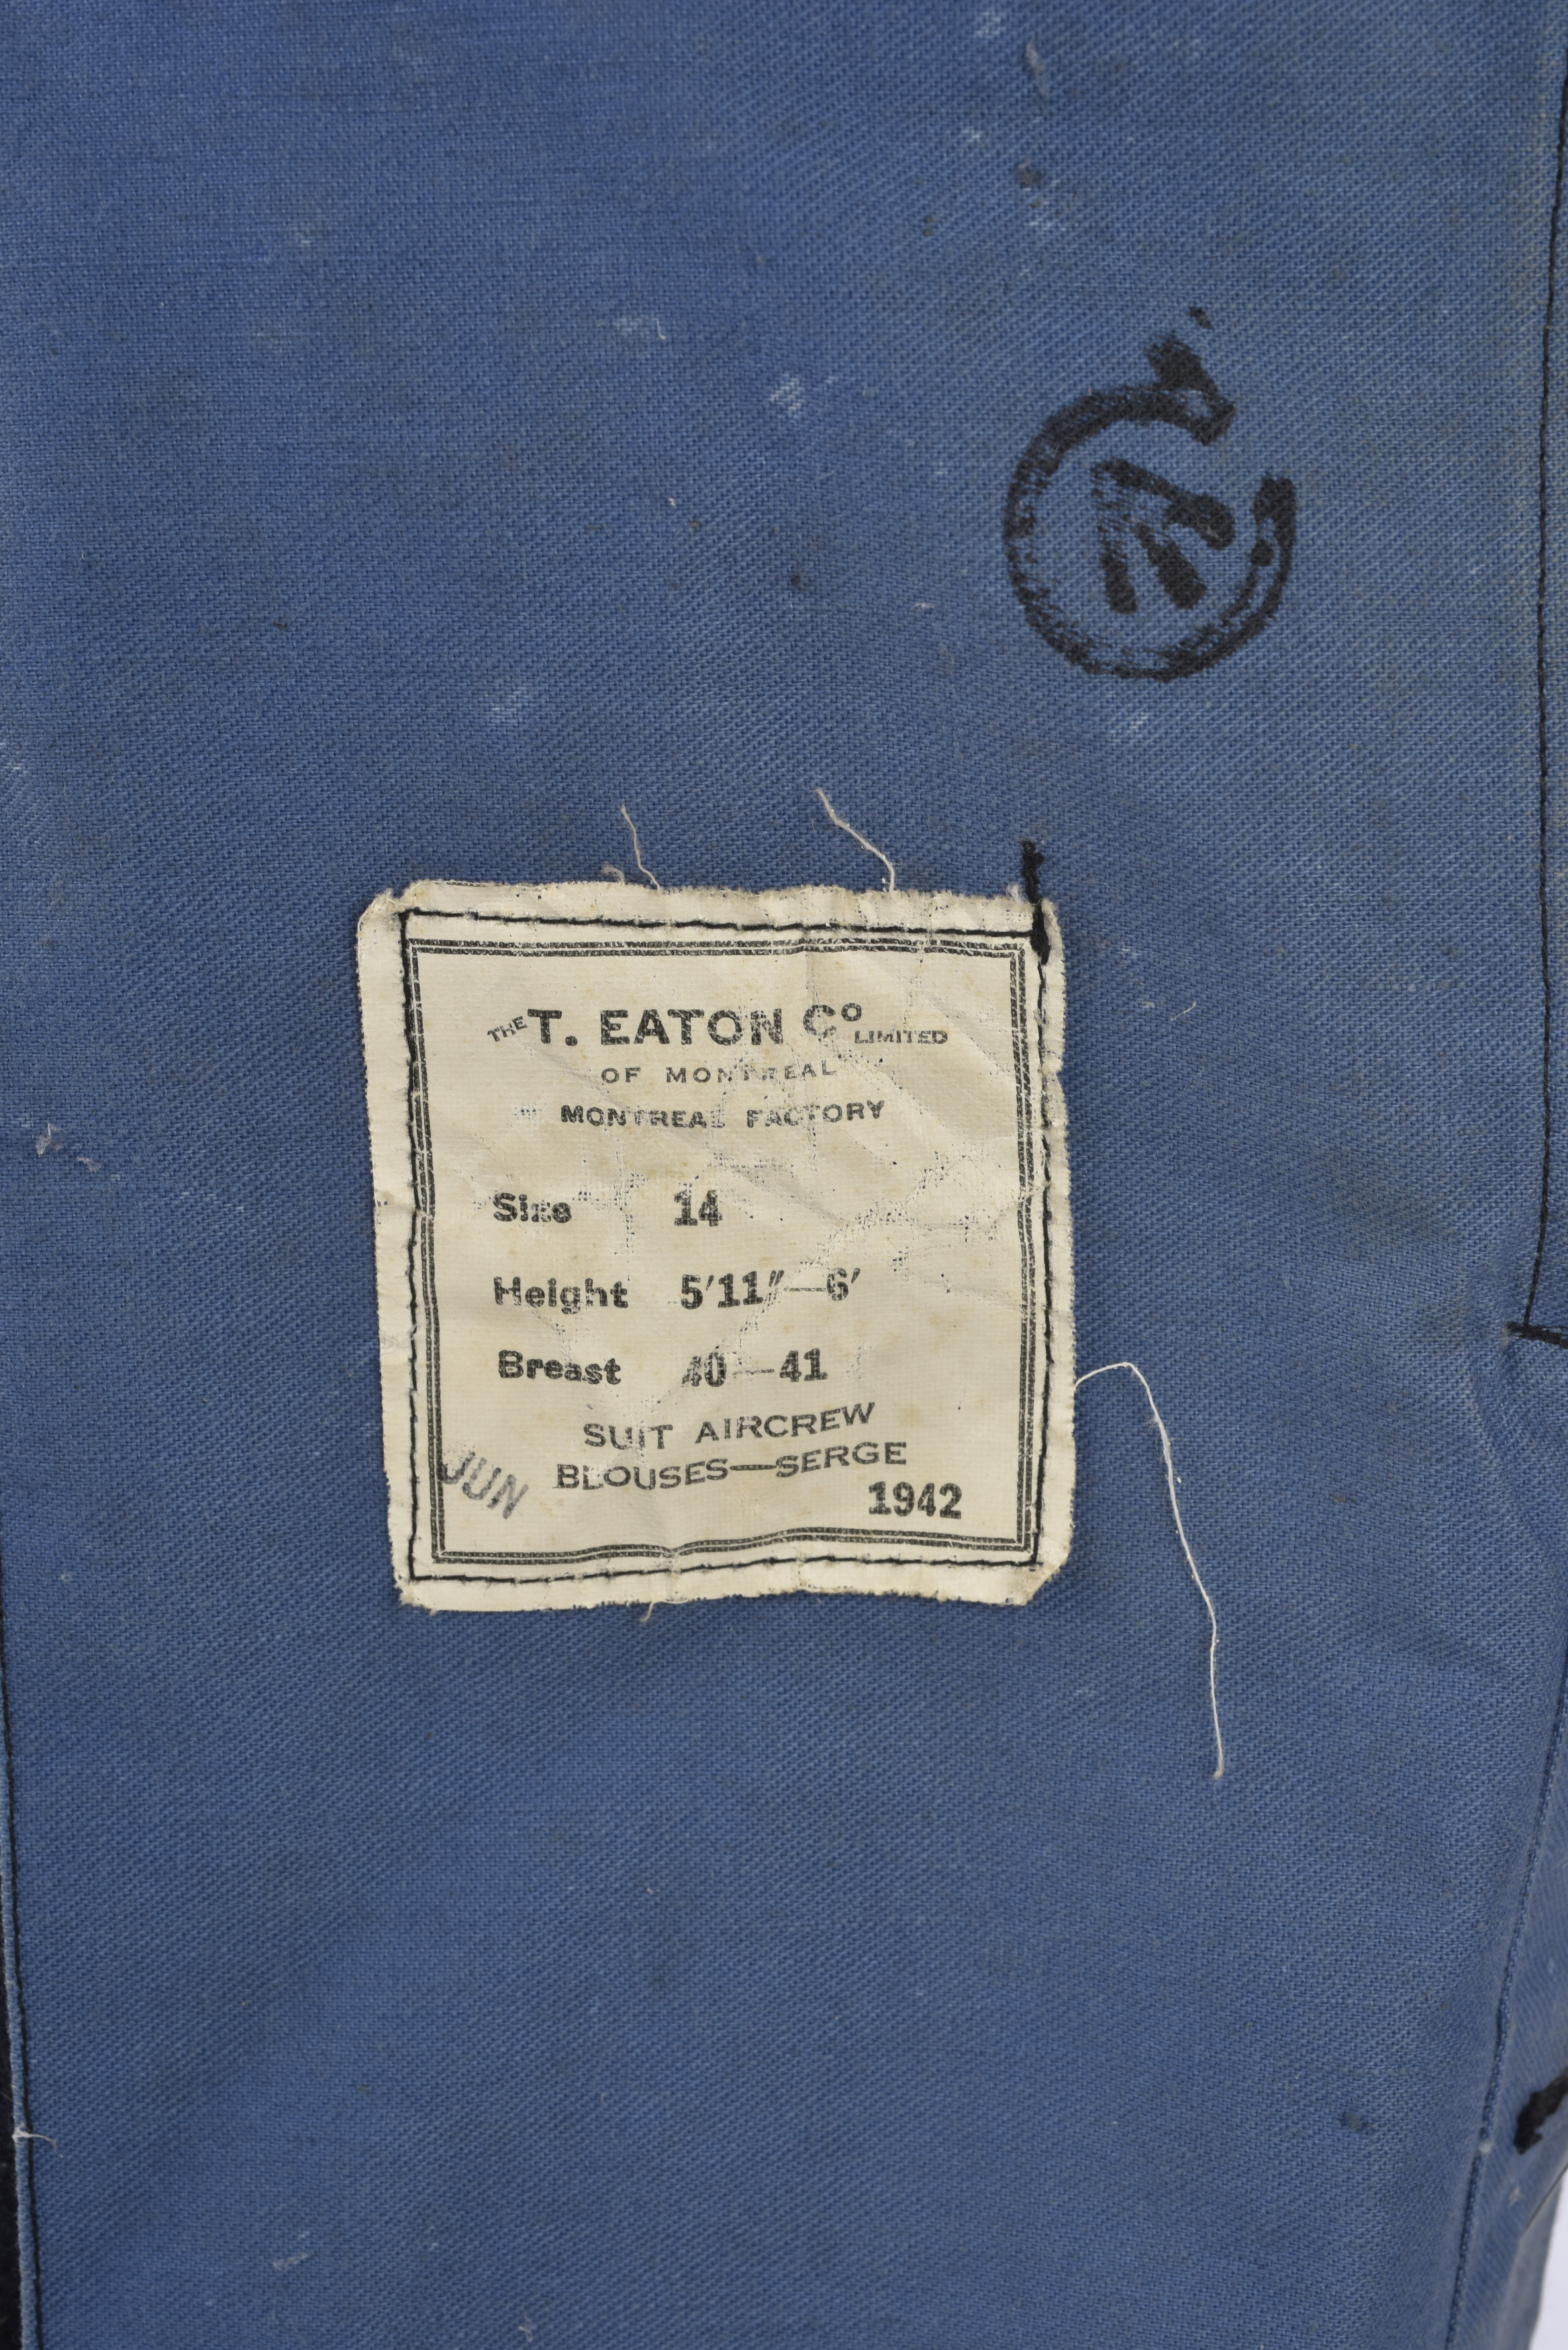 THE T. EATON Co LIMITED
OF MONTREAL
MONTREAL FACTORY
Size 14
Height 5'11"—6'
Breast 40—41
SUIT AIRCREW
BLOUSES—SERGE
JUN 1942